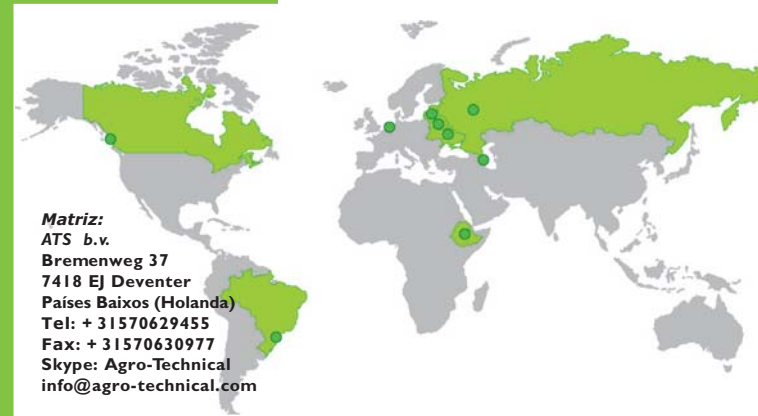 Matriz:
ATS b.v.
Bremenweg 37
7418 EJ Deventer
Países Baixos (Holanda)
Tel: + 31570629455
Fax: + 31570630977
Skype: Agro-Technical
info@agro-technical.com